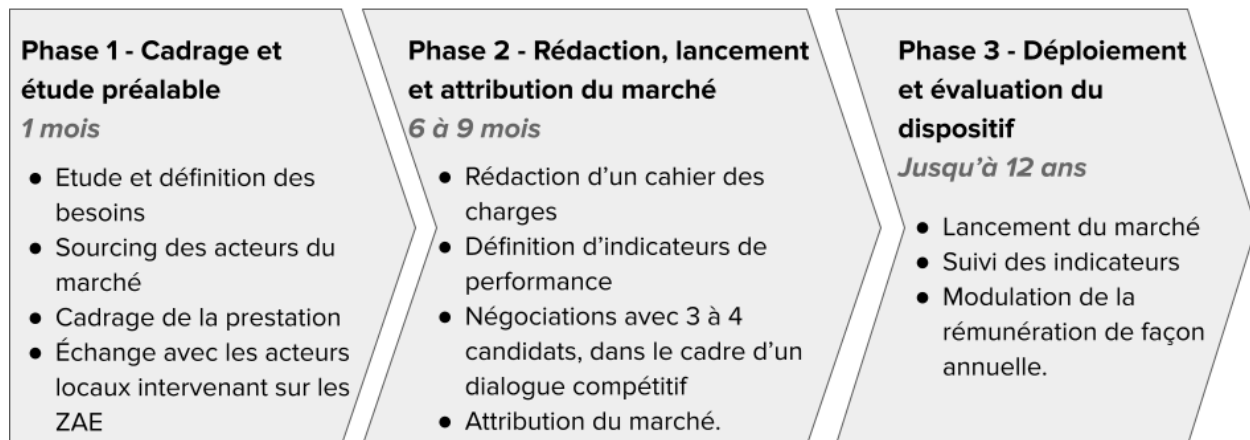 Phase 1 - Cadrage et
étude préalable
1 mois
● Etude et définition des
besoins
● Sourcing des acteurs du
marché
● Cadrage de la prestation
● Échange avec les acteurs
locaux intervenant sur les
ZAE
Phase 2 - Rédaction, lancement
et attribution du marché
6 à 9 mois
● Rédaction d’un cahier des
charges
● Définition d’indicateurs de
performance
● Négociations avec 3 à 4
candidats, dans le cadre d’un
dialogue compétitif
● Attribution du marché.
Phase 3 - Déploiement
et évaluation du
dispositif
Jusqu’à 12 ans
● Lancement du marché
● Suivi des indicateurs
● Modulation de la
rémunération de façon
annuelle.